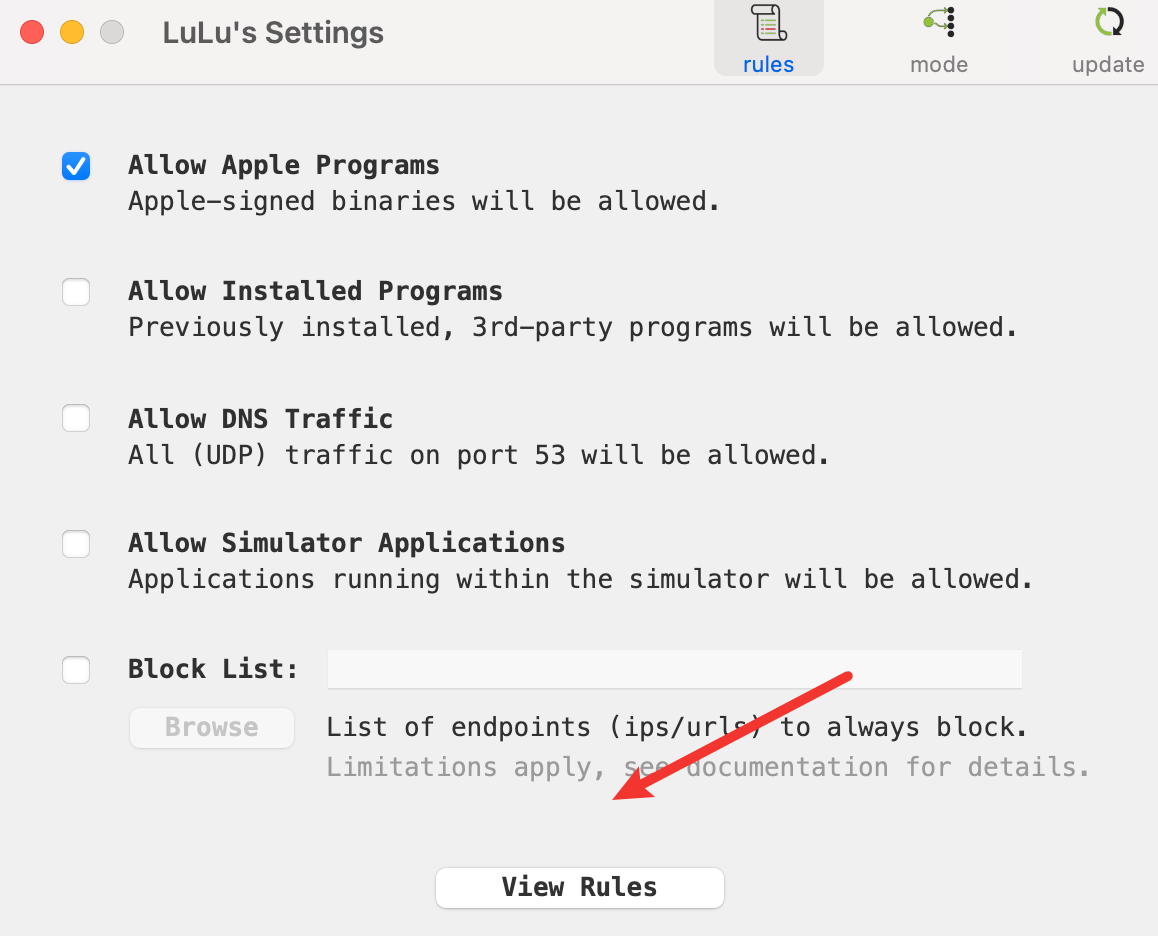 LuLu's Settings
rules
mode
update
Allow Apple Programs
Apple-signed binaries will be allowed.
Allow Installed Programs
Previously installed, 3rd-party programs will be allowed.
Allow DNS Traffic
All (UDP) traffic on port 53 will be allowed.
Allow Simulator Applications
Applications running within the simulator will be allowed.
Block List:
Browse
List of endpoints (ips/urls) to always block.
Limitations apply, see documentation for details.
View Rules